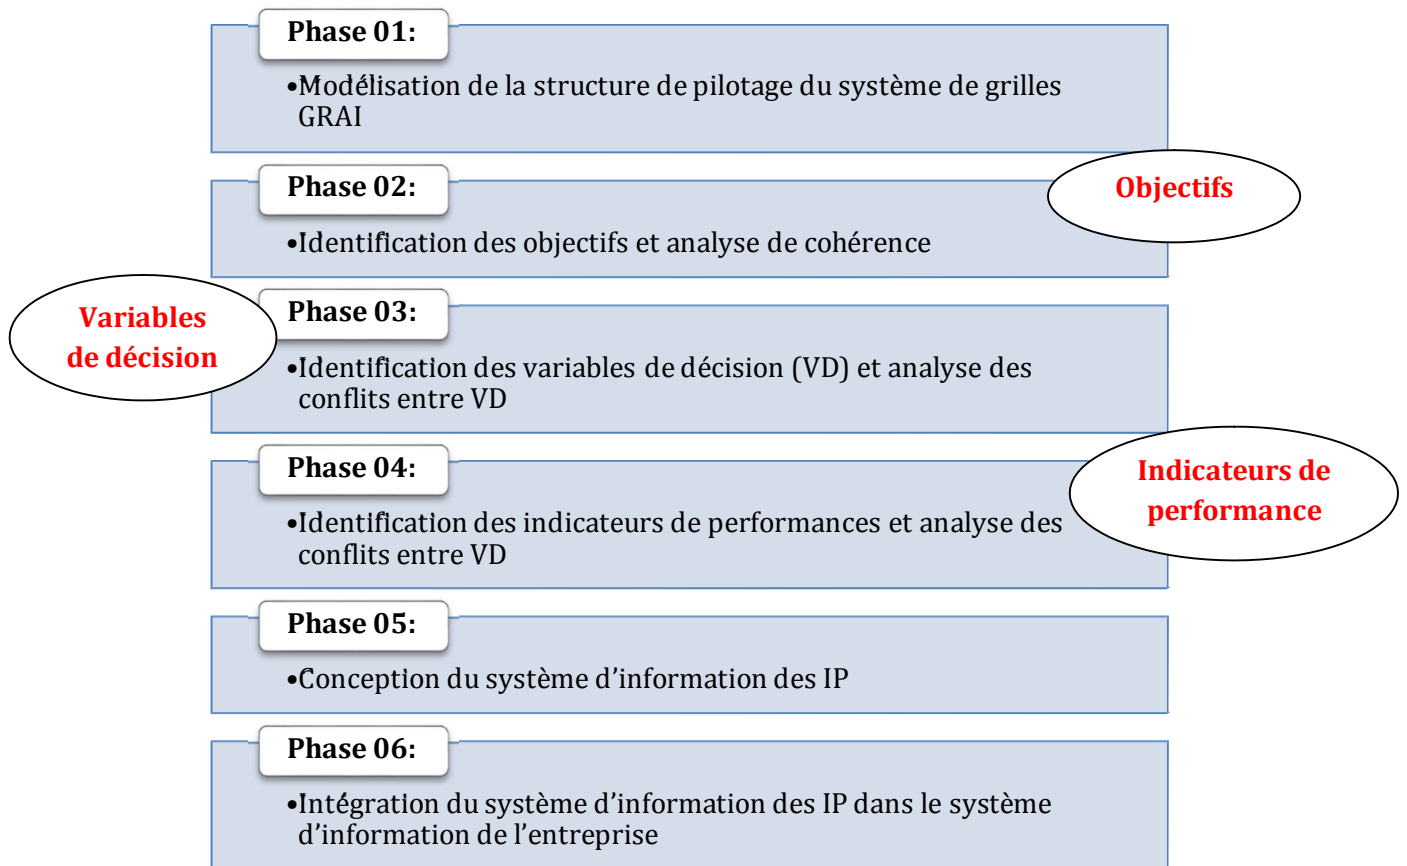 Phase 01:
•Modélisation de la structure de pilotage du système de grilles
GRAI
Objectifs
Phase 02:
•Identification des objectifs et analyse de cohérence
Variables
de décision
Phase 03:
•Identification des variables de décision (VD) et analyse des
conflits entre VD
Indicateurs de
performance
Phase 04:
•Identification des indicateurs de performances et analyse des
conflits entre VD
Phase 05:
•Conception du système d’information des IP
Phase 06:
•Intégration du système d’information des IP dans le système
d’information de l’entreprise